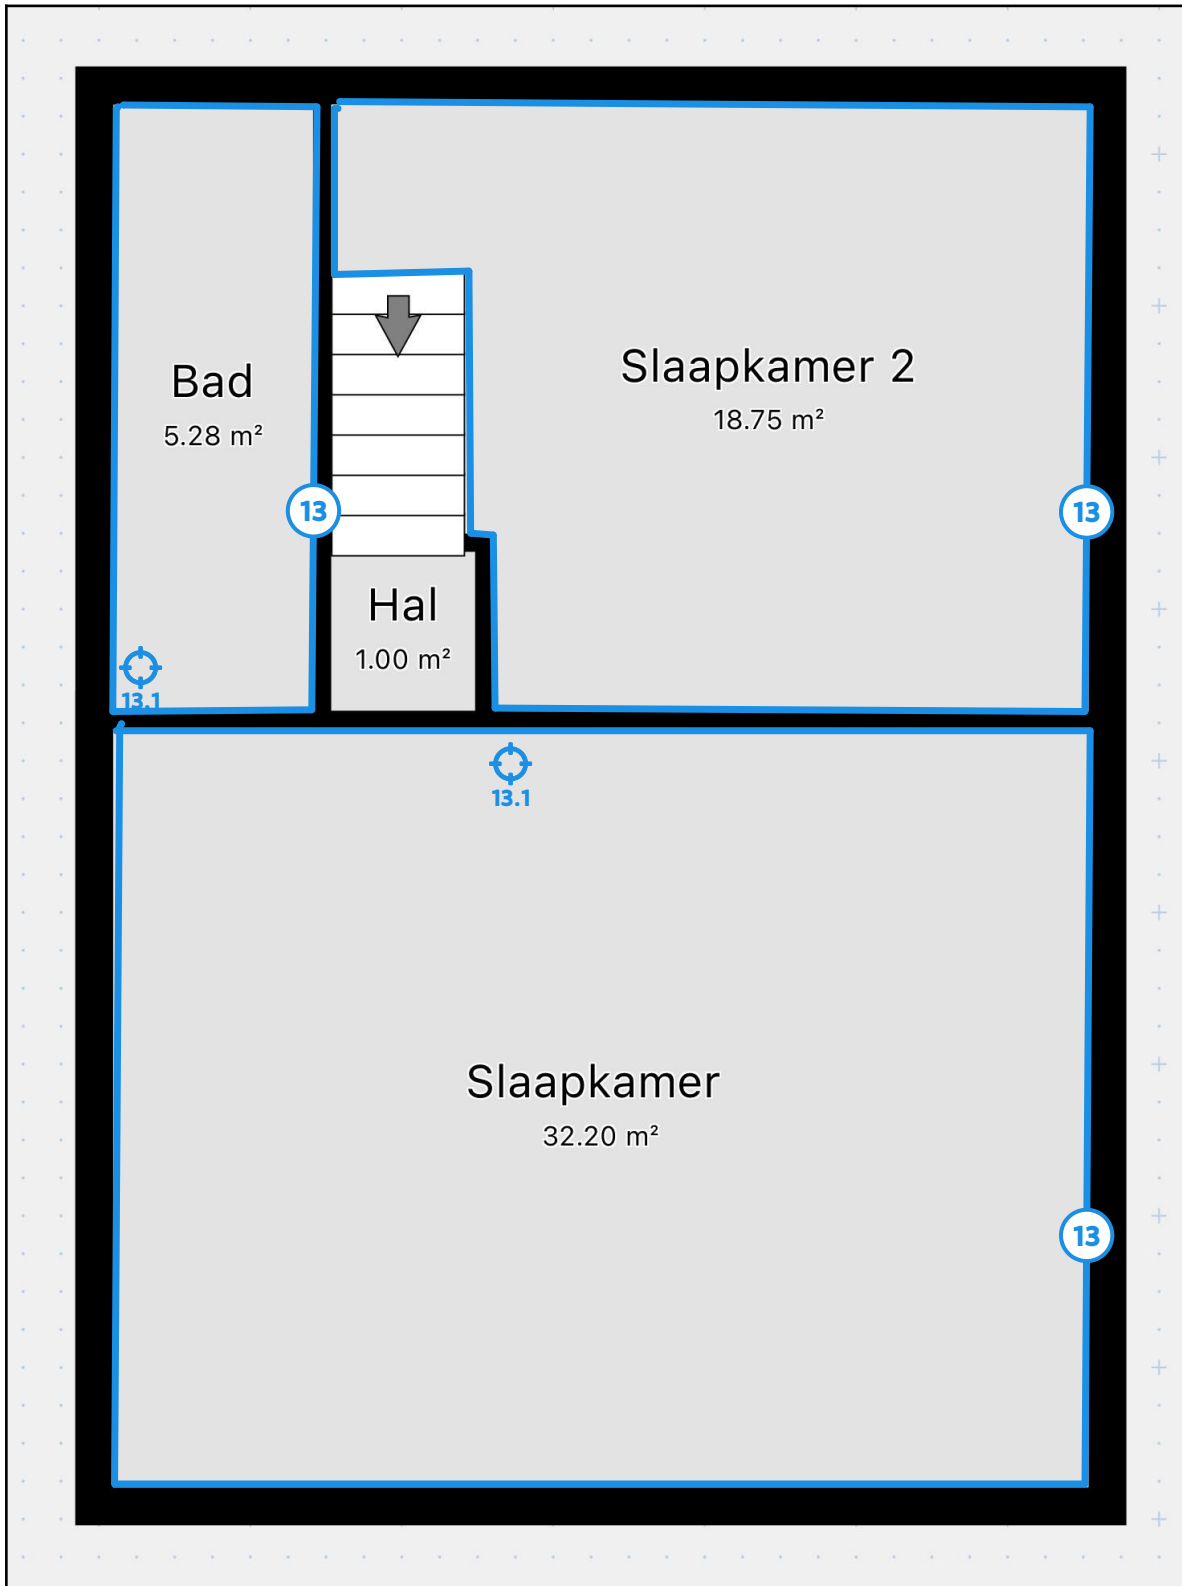 Bad
5.28 m²
Slaapkamer 2
18.75 m²
13
13
Hal
1.00 m²
13.1
13.1
Slaapkamer
32.20 m²
13